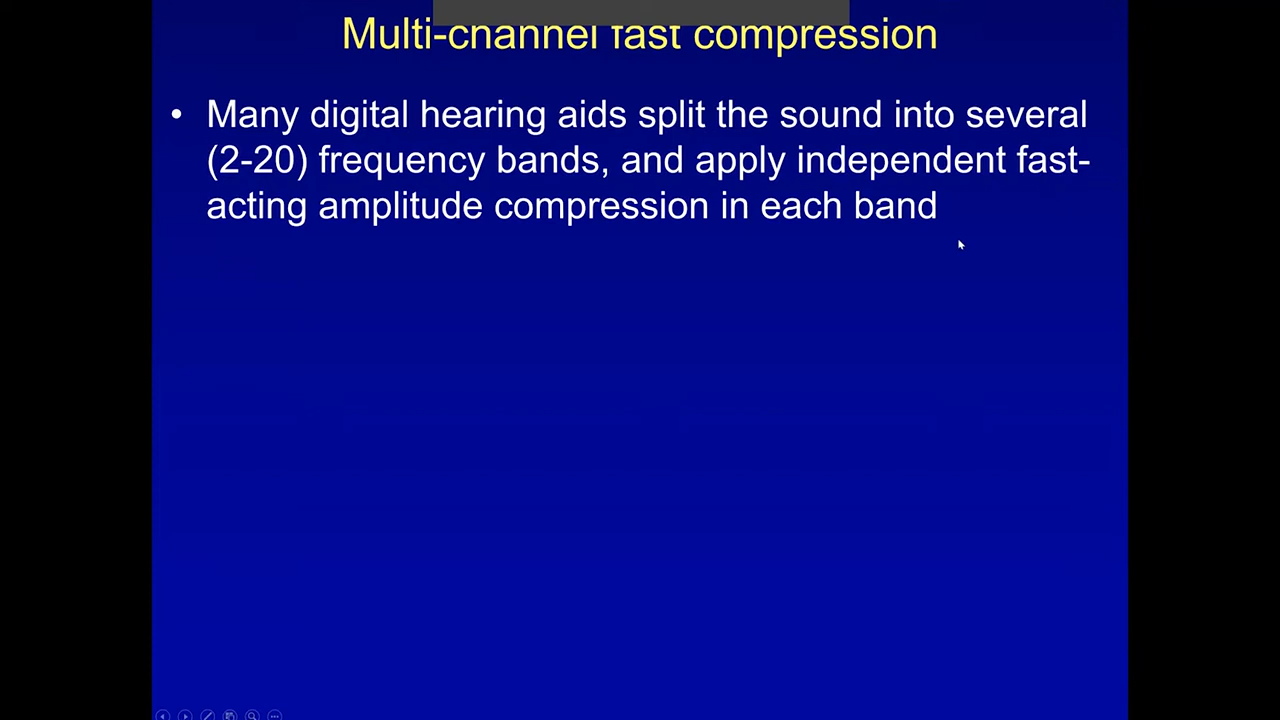 Multi-channel fast compression
• Many digital hearing aids split the sound into several
(2-20) frequency bands, and apply independent fast-
acting amplitude compression in each band